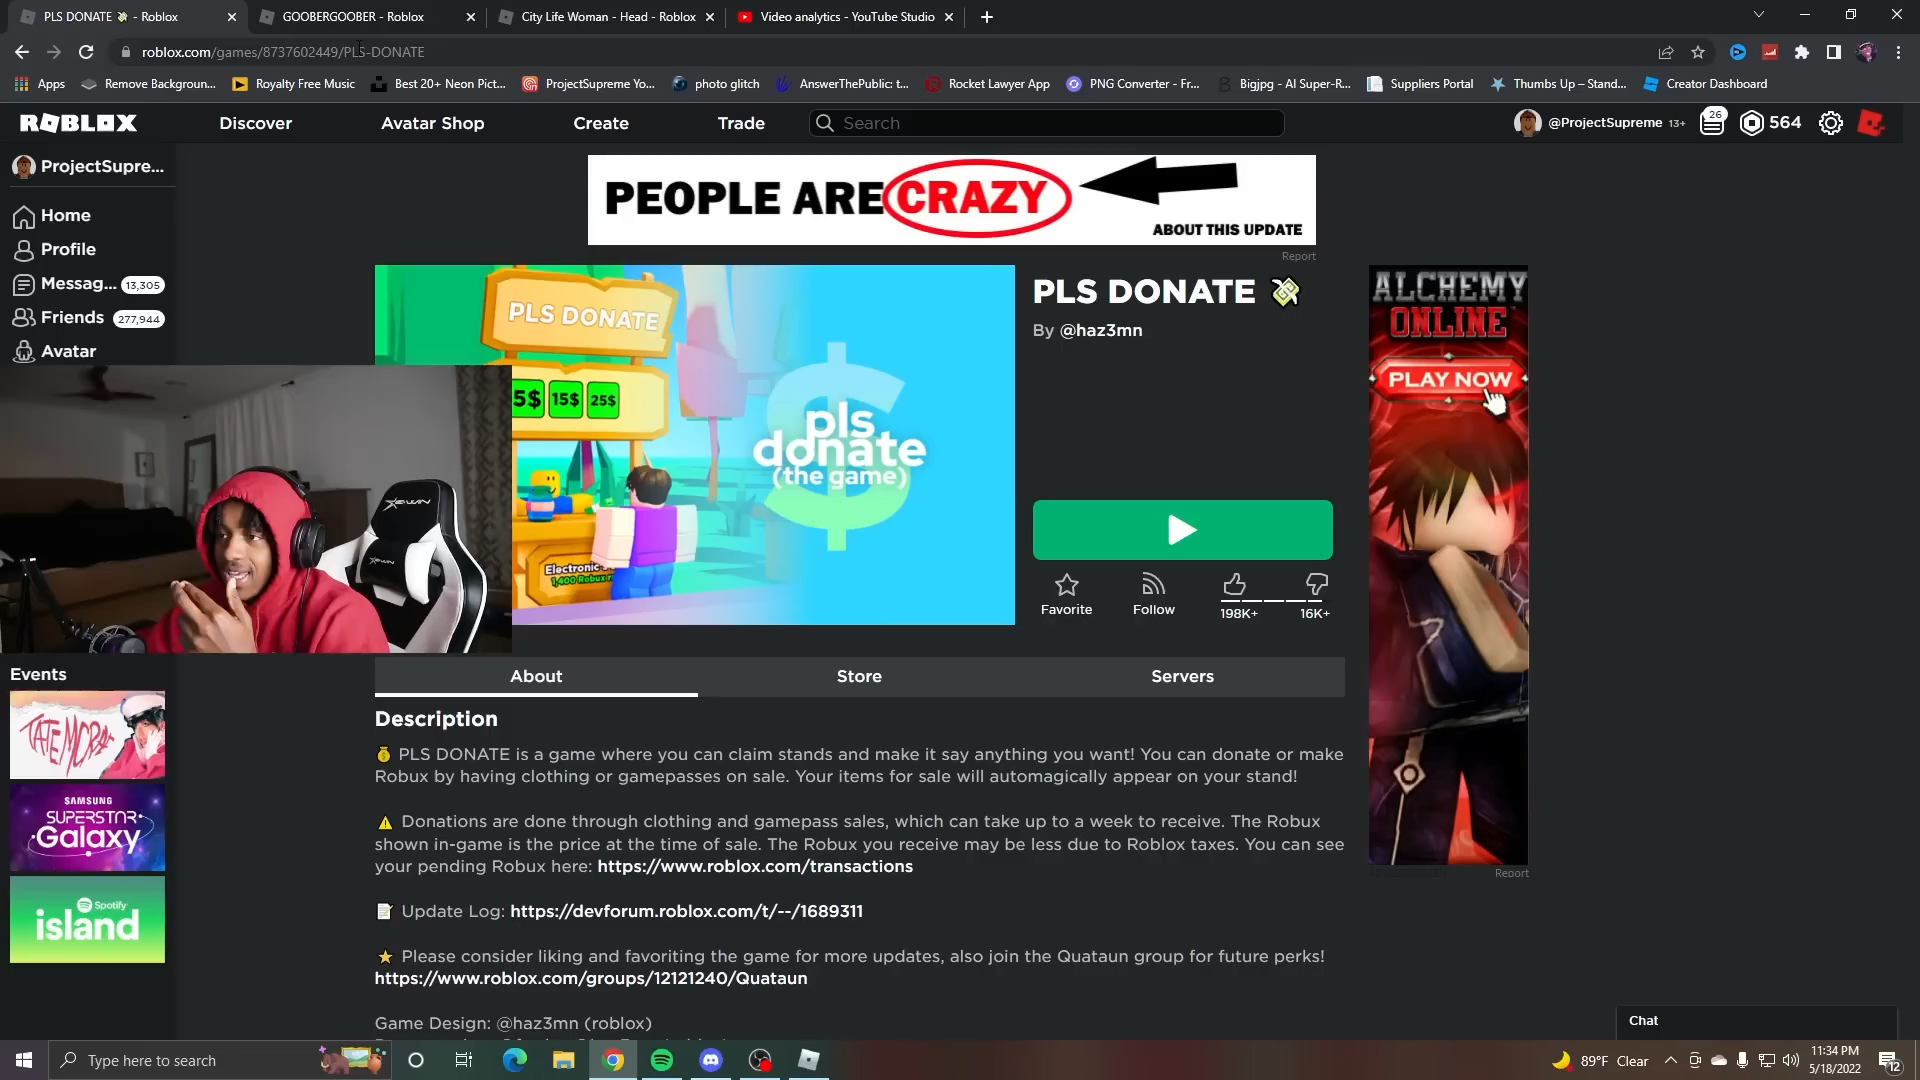 PLS DONATE 💸 - Roblox
GOOBERGOOBER - Roblox
City Life Woman - Head - Roblox
Video analytics - YouTube Studio
roblox.com/games/8737602449/PLS-DONATE
Apps
Remove Backgroun...
Royalty Free Music
Best 20+ Neon Pict...
ProjectSupreme Yo...
photo glitch
AnswerThePublic: t...
Rocket Lawyer App
PNG Converter - Fr...
Bigjpg - AI Super-R...
Suppliers Portal
Thumbs Up – Stand...
Creator Dashboard
ROBLOX
Discover
Avatar Shop
Create
Trade
Search
@ProjectSupreme 13+
26
564
ProjectSupre...
Home
Profile
Messag... 13,305
Friends 277,944
Avatar
PEOPLE ARE CRAZY
ABOUT THIS UPDATE
Report
PLS DONATE
5$ 15$ 25$
pls
donate
(the game)
Electronic
1,400 Robux
PLS DONATE 💸
By @haz3mn
Favorite
Follow
198K+
16K+
ALCHEMY
ONLINE
PLAY NOW
Report
EWIN
EWIN
Events
TATE MCRAE
SAMSUNG
SUPERSTAR
Galaxy
Spotify
island
About
Store
Servers
Description
💰 PLS DONATE is a game where you can claim stands and make it say anything you want! You can donate or make
Robux by having clothing or gamepasses on sale. Your items for sale will automagically appear on your stand!
⚠️ Donations are done through clothing and gamepass sales, which can take up to a week to receive. The Robux
shown in-game is the price at the time of sale. The Robux you receive may be less due to Roblox taxes. You can see
your pending Robux here: https://www.roblox.com/transactions
📝 Update Log: https://devforum.roblox.com/t/--/1689311
⭐ Please consider liking and favoriting the game for more updates, also join the Quataun group for future perks!
https://www.roblox.com/groups/12121240/Quataun
Game Design: @haz3mn (roblox)
Chat
Type here to search
89°F Clear
11:34 PM
5/18/2022
12